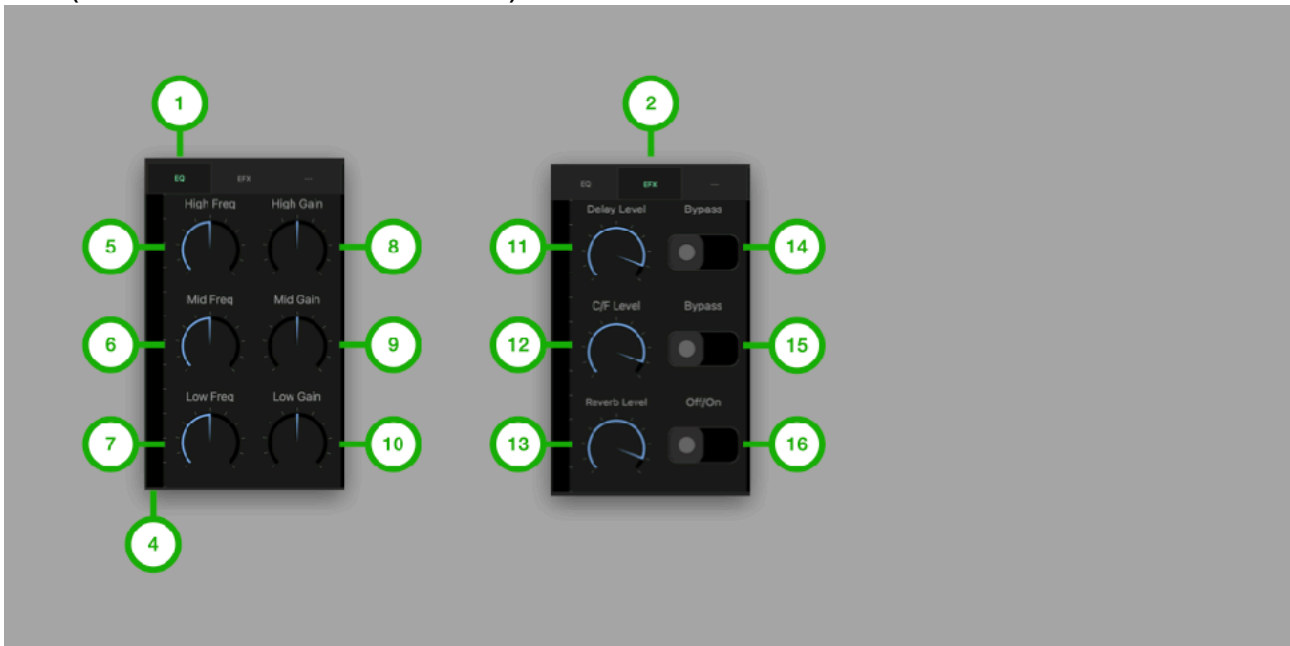 1
2
EQ EFX ---
EQ EFX ---
High Freq High Gain
Delay Level Bypass
5
8
11
14
Mid Freq Mid Gain
C/F Level Bypass
6
9
12
15
Low Freq Low Gain
Reverb Level Off/On
7
10
13
16
4